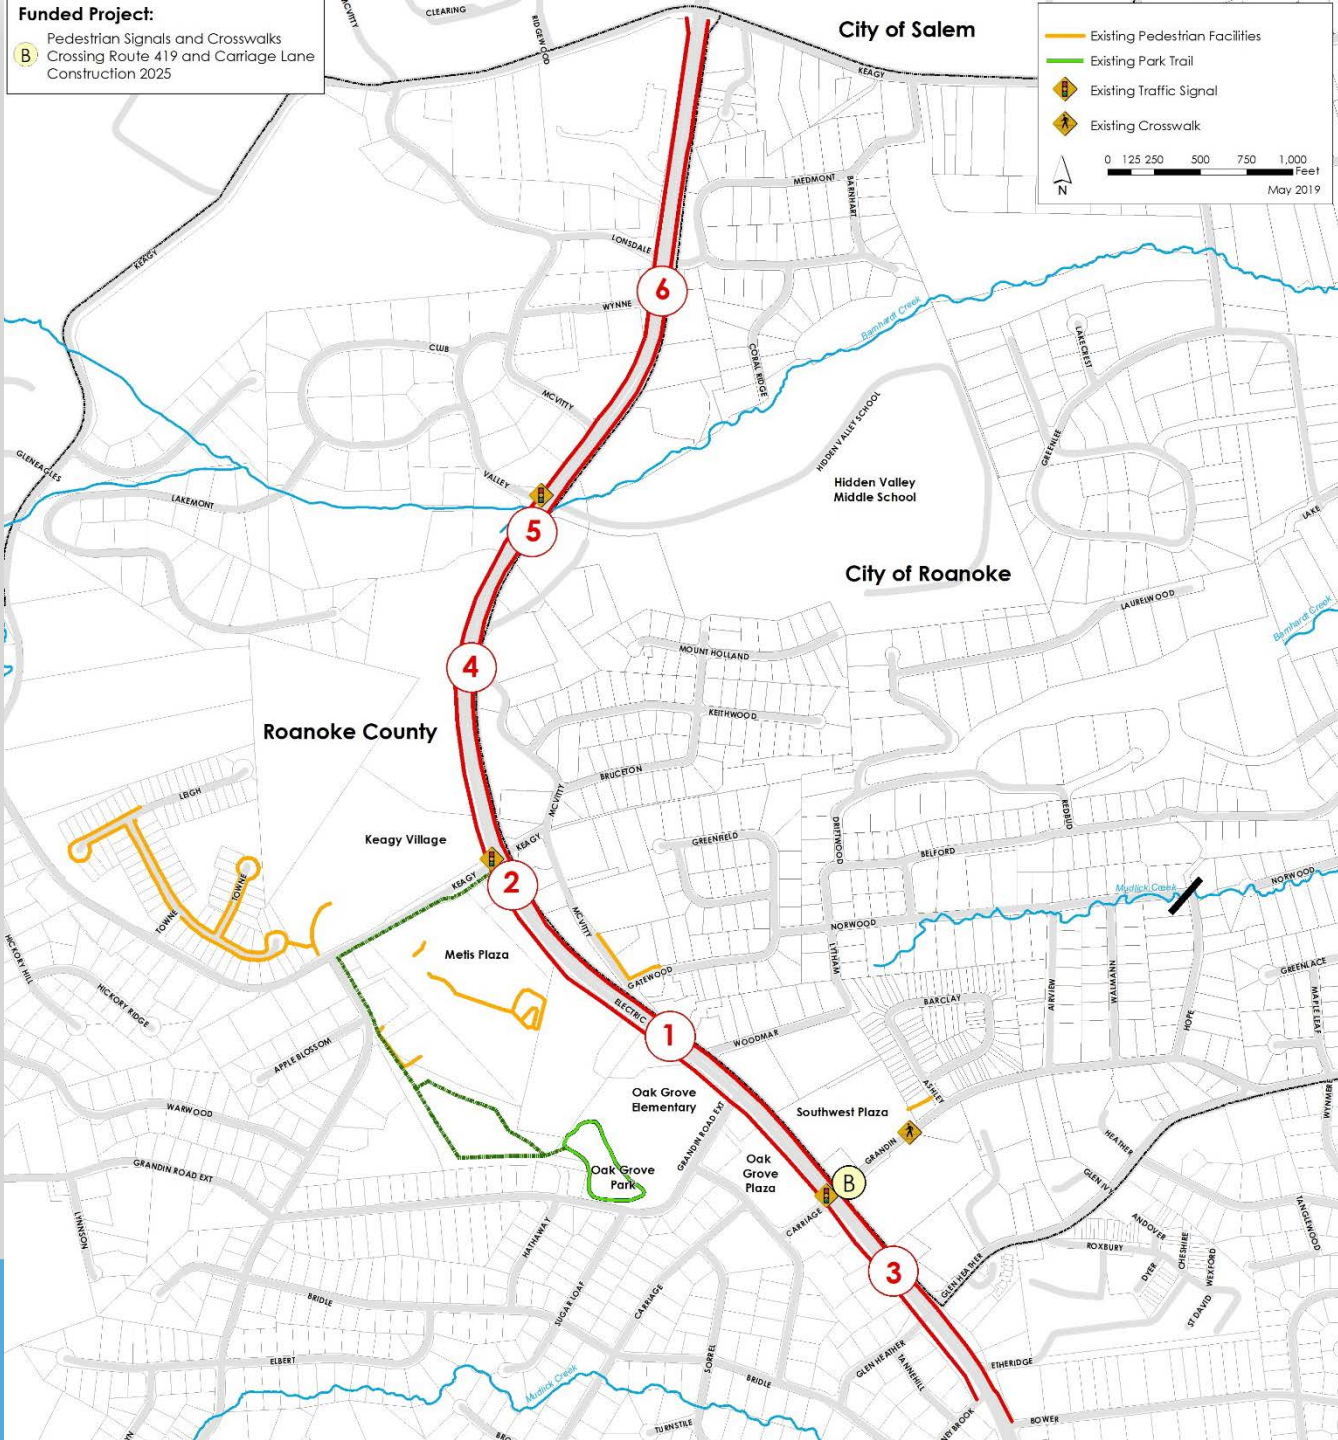 Funded Project:
B
Pedestrian Signals and Crosswalks
Crossing Route 419 and Carriage Lane
Construction 2025
Existing Pedestrian Facilities
Existing Park Trail
Existing Traffic Signal
Existing Crosswalk
N
0 125 250 500 750 1,000
Feet
May 2019
City of Salem
MCVITTY
CLEARING
RIDGEWOOD
KEAGY
KEAGY
MEDMONT
BARNHART
LONSDALE
6
WYNNE
Barnhardt Creek
CLUB
CORAL RIDGE
LAKECREST
MCVITTY
HIDDEN VALLEY SCHOOL
GREENLEE
GLENEAGLES
VALLEY
LAKEMONT
Hidden Valley
Middle School
LAKE
5
City of Roanoke
LAURELWOOD
Barnhardt Creek
4
MOUNT HOLLAND
KEITHWOOD
Roanoke County
BRUCETON
LEIGH
MCVITTY
REDBUD
Keagy Village
KEAGY
GREENFIELD
DRIFTWOOD
BELFORD
KEAGY
2
TOWNE
TOWNE
Mudlick Creek
NORWOOD
MCVITTY
NORWOOD
HICKORY HILL
Metis Plaza
LYTHAM
GATEWOOD
GREENLACE
HICKORY RIDGE
ELECTRIC
BARCLAY
AIRVIEW
WALMANN
HOPE
MAPLE LEAF
1
WOODMAR
APPLE BLOSSOM
Oak Grove
Elementary
ASHLEY
WYNMERE
WARWOOD
Southwest Plaza
GRANDIN ROAD EXT
GRANDIN
HEATHER
GRANDIN ROAD EXT
Oak Grove
Park
Oak
Grove
Plaza
B
GLEN IVY
LYNNSON
CARRIAGE
ANDOVER
TANGLEWOOD
HATHAWAY
ROXBURY
CHESHIRE
WEXFORD
3
GLEN HEATHER
DYER
BRIDLE
SUGAR LOAF
CARRIAGE
ST DAVID
ELBERT
SORREL
GLEN HEATHER
ETHERIDGE
Mudlick Creek
BRIDLE
TANNEHILL
TURNSTILE
BOWER